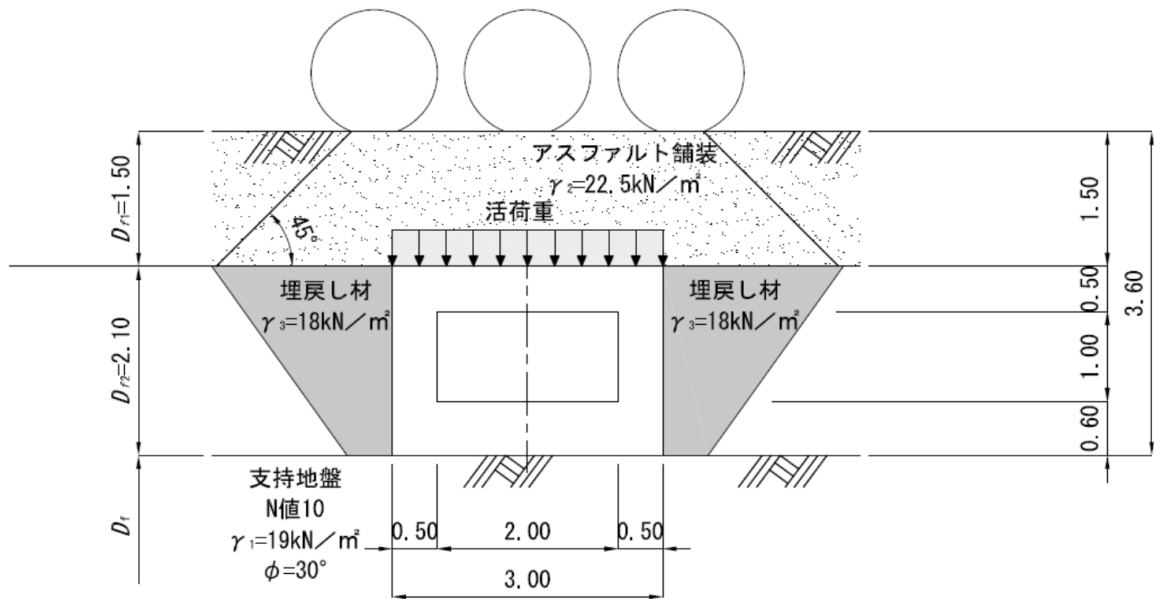 アスファルト舗装
γ₂=22.5kN/㎡
活荷重
45°
埋戻し材
γ₃=18kN/㎡
埋戻し材
γ₃=18kN/㎡
支持地盤
N値10
γ₁=19kN/㎡
φ=30°
Df1=1.50
Df2=2.10
Df
0.50
2.00
0.50
3.00
1.50
0.50
1.00
0.60
3.60